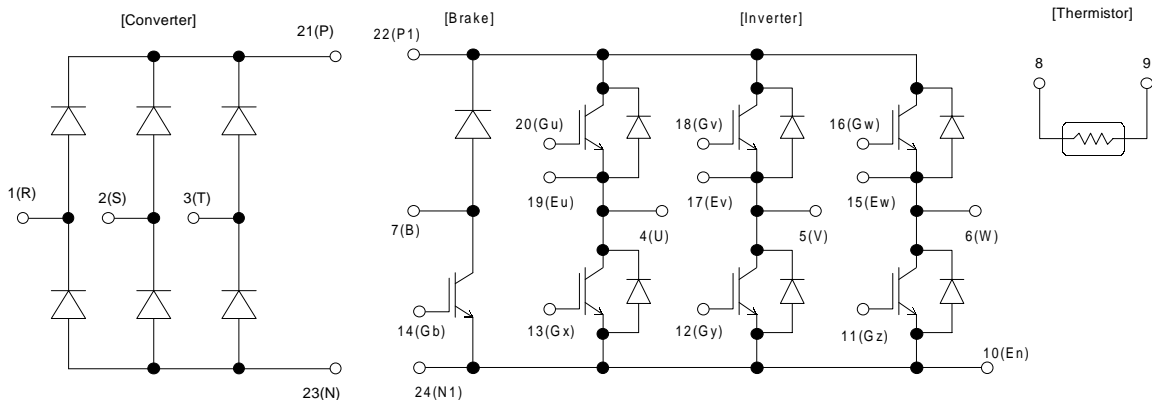 [Converter]
[Brake]
[Inverter]
[Thermistor]
21(P)
22(P1)
8
9
20(Gu)
18(Gv)
16(Gw)
1(R)
2(S)
3(T)
19(Eu)
17(Ev)
15(Ew)
7(B)
4(U)
5(V)
6(W)
14(Gb)
13(Gx)
12(Gy)
11(Gz)
10(En)
23(N)
24(N1)